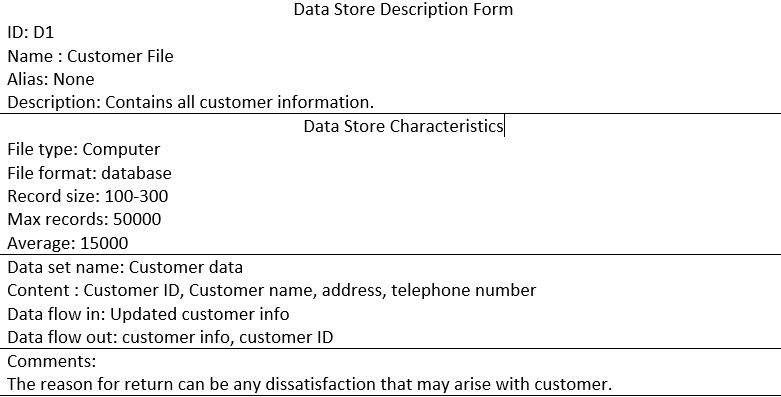 Data Store Description Form
ID: D1
Name : Customer File
Alias: None
Description: Contains all customer information.
Data Store Characteristics
File type: Computer
File format: database
Record size: 100-300
Max records: 50000
Average: 15000
Data set name: Customer data
Content : Customer ID, Customer name, address, telephone number
Data flow in: Updated customer info
Data flow out: customer info, customer ID
Comments:
The reason for return can be any dissatisfaction that may arise with customer.